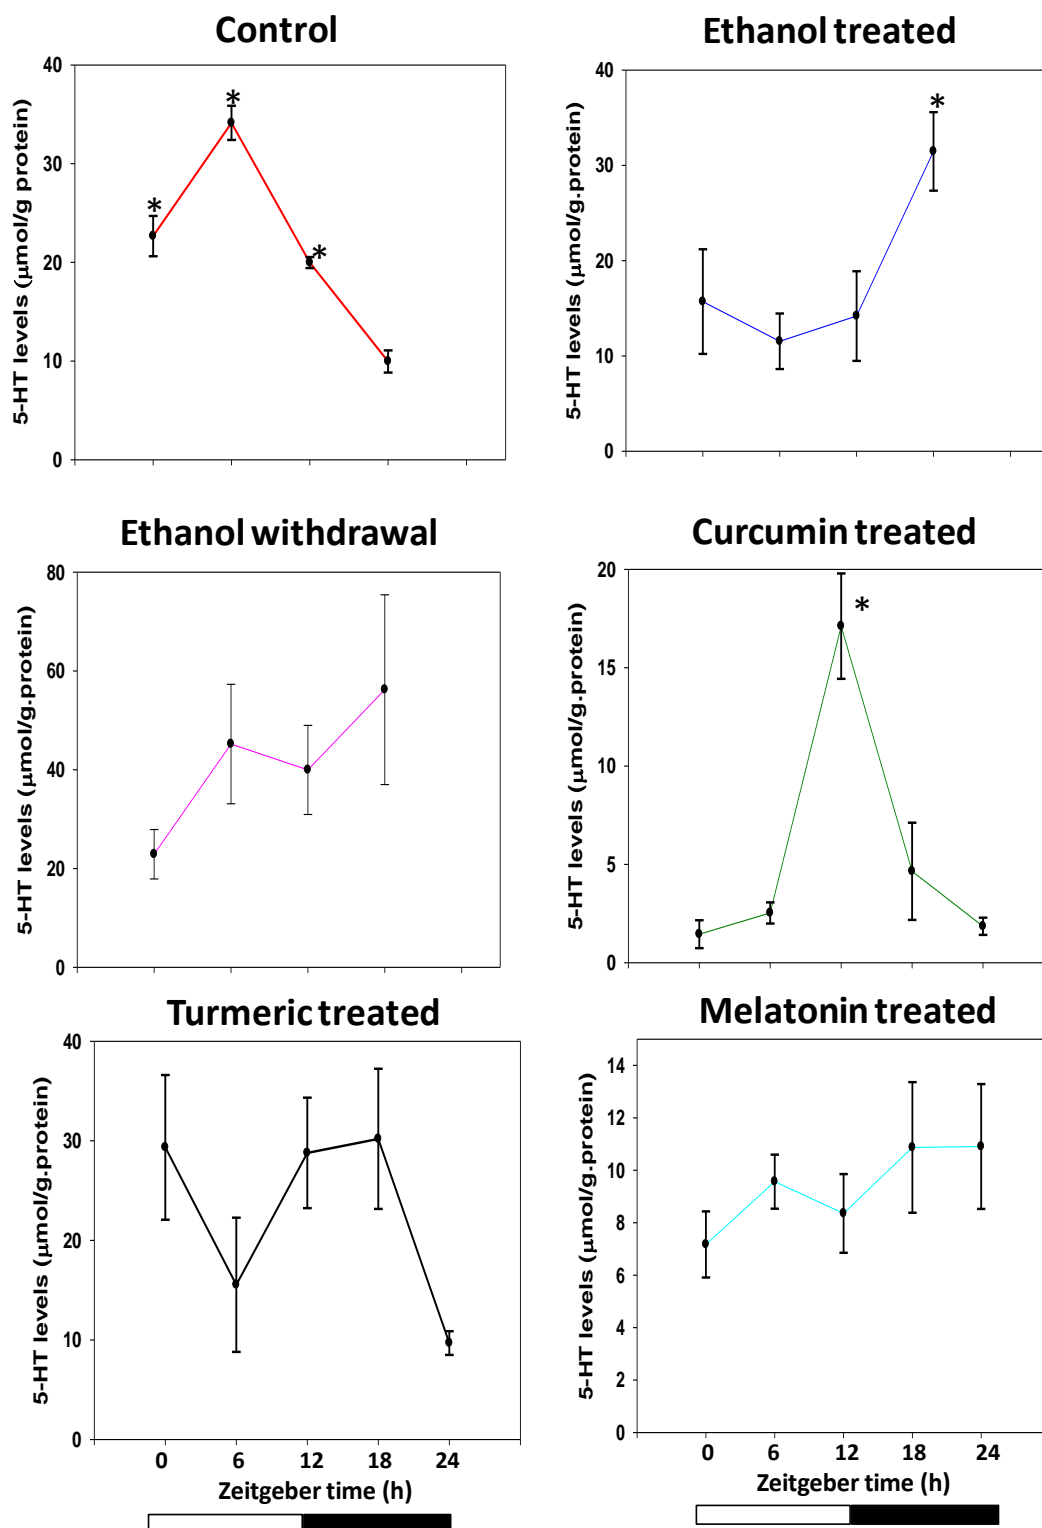 Control
40
30
20
10
0
5-HT levels (μmol/g protein)
*
*
*
Ethanol treated
40
30
20
10
0
5-HT levels (μmol/g.protein)
*
Ethanol withdrawal
80
60
40
20
0
5-HT levels (μmol/g.protein)
Curcumin treated
20
15
10
5
0
5-HT levels (μmol/g.protein)
*
Turmeric treated
40
30
20
10
0
5-HT levels (μmol/g.protein)
0 6 12 18 24
Zeitgeber time (h)
Melatonin treated
14
12
10
8
6
4
2
0
5-HT levels (μmol/g.protein)
0 6 12 18 24
Zeitgeber time (h)